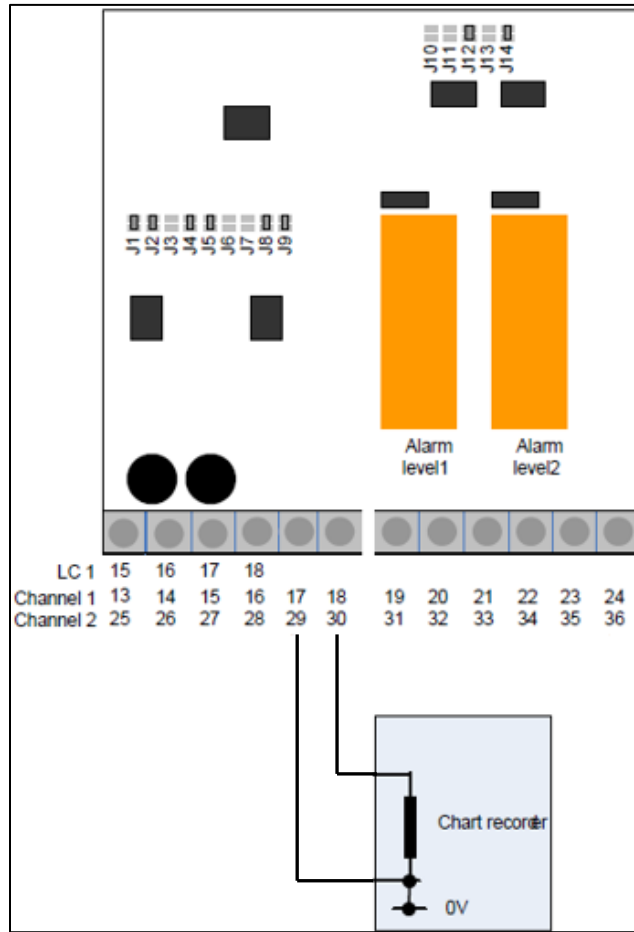 J10 J11 J12 J13 J14
J1 J2 J3 J4 J5 J6 J7 J8 J9
Alarm level1
Alarm level2
LC 1 15 16 17 18
Channel 1 13 14 15 16 17 18 19 20 21 22 23 24
Channel 2 25 26 27 28 29 30 31 32 33 34 35 36
Chart recorder
0V